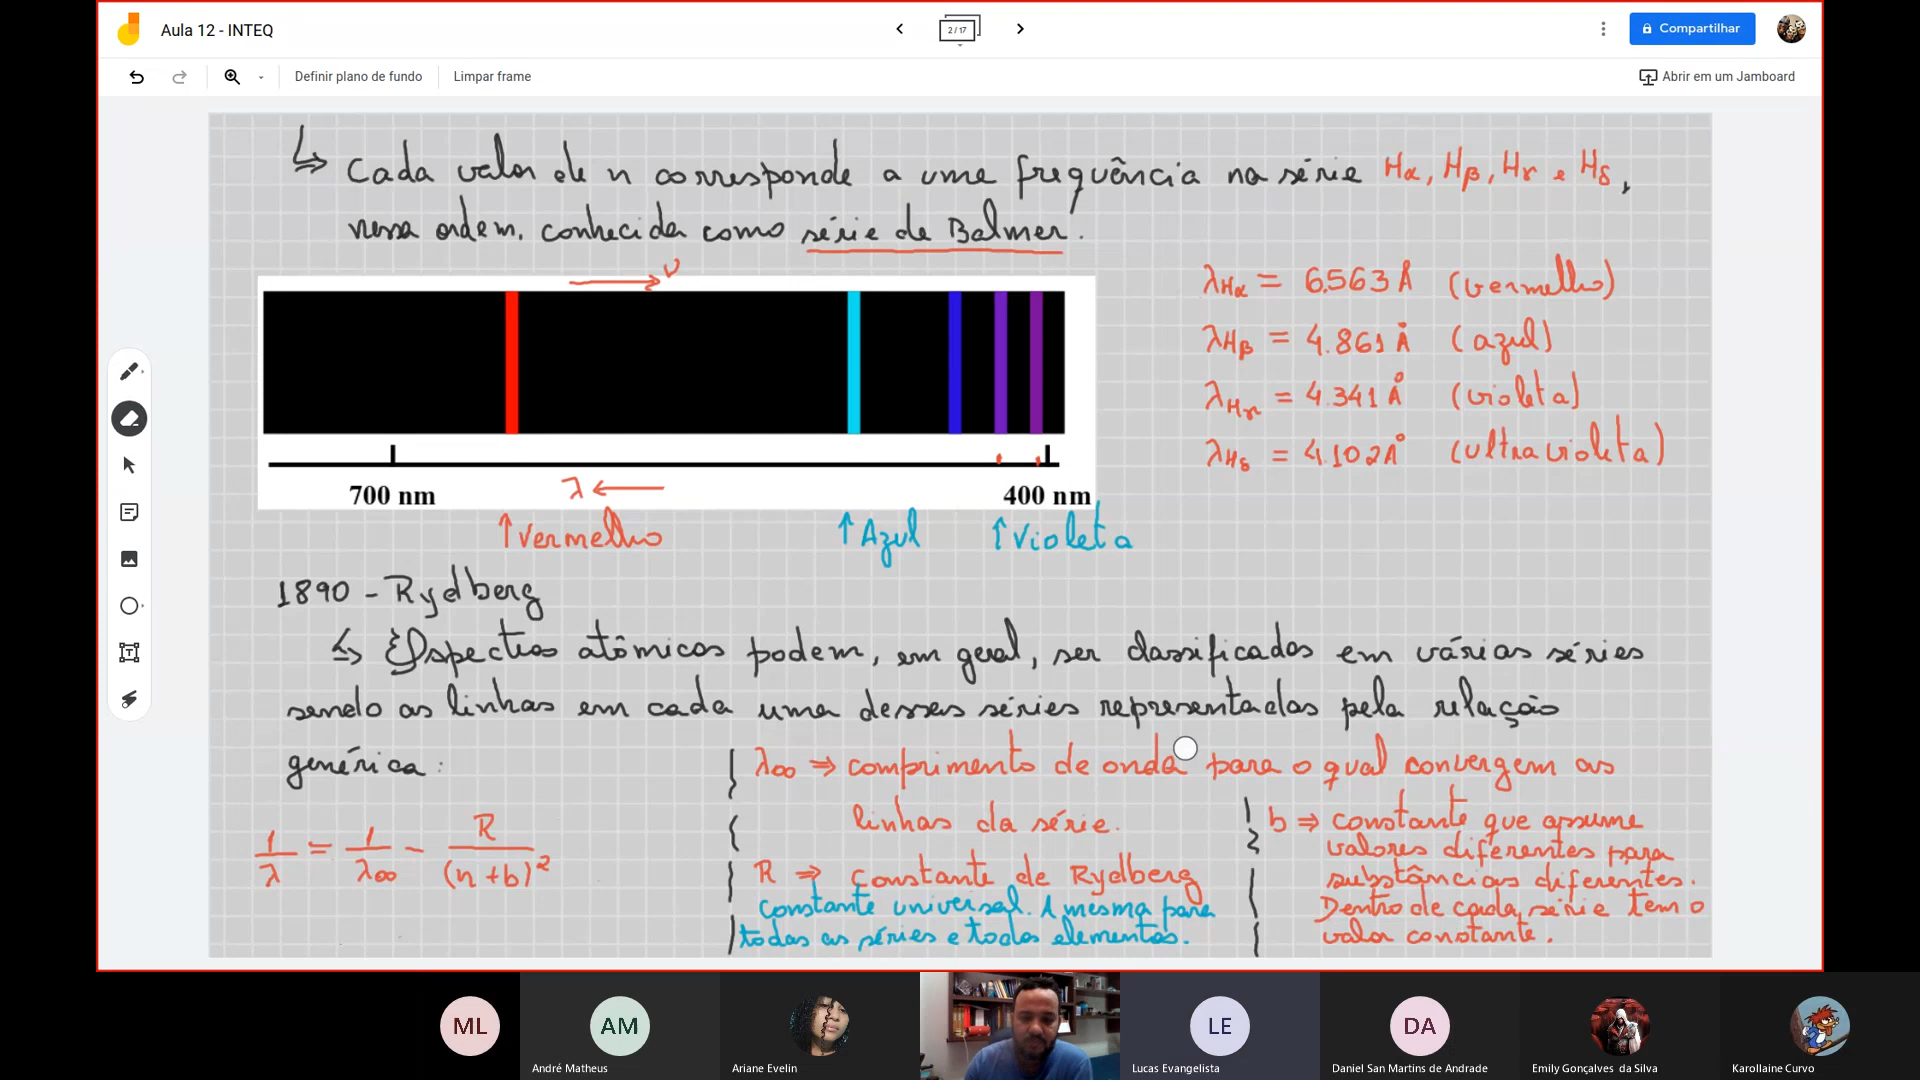 Aula 12 - INTEQ
2 / 17
Compartilhar
Definir plano de fundo
Limpar frame
Abrir em um Jamboard
↳ Cada valor de n corresponde a uma frequência na série Hα, Hβ, Hγ e Hδ,
nessa ordem, conhecida como série de Balmer.
ν
λHα = 6.563 Å (vermelho)
λHβ = 4.861 Å (azul)
λHγ = 4.341 Å (violeta)
λHδ = 4.102 Å (ultravioleta)
700 nm
λ ←
400 nm
↑ Vermelho
↑ Azul
↑ Violeta
1890 - Rydberg
↳ Espectros atômicos podem, em geral, ser classificados em várias séries
sendo as linhas em cada uma dessas séries representadas pela relação
genérica:
1/λ = 1/λ∞ - R/(n+b)²
λ∞ ⇒ comprimento de onda para o qual convergem as
linhas da série.
R ⇒ constante de Rydberg
constante universal. A mesma para
todas as séries e todos elementos.
b ⇒ constante que assume
valores diferentes para
substâncias diferentes.
Dentro de cada série tem o
valor constante.
ML
AM
LE
DA
André Matheus
Ariane Evelin
Lucas Evangelista
Daniel San Martins de Andrade
Emily Gonçalves da Silva
Karollaine Curvo